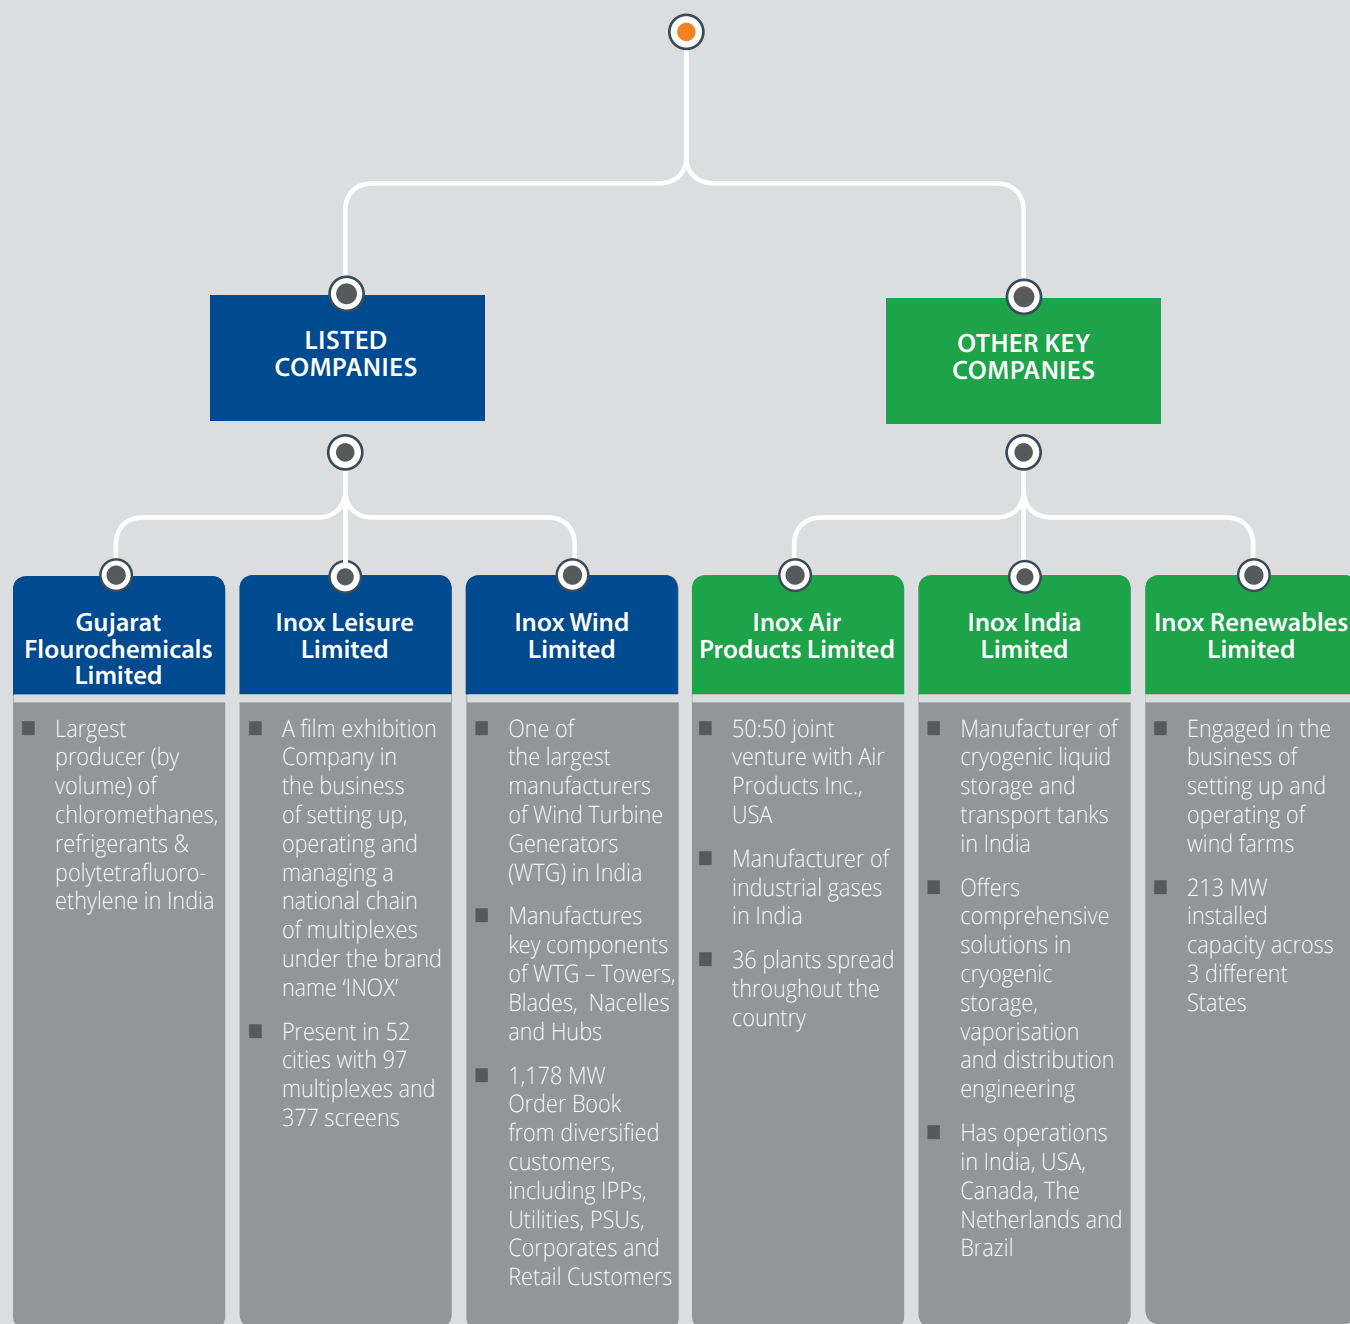 LISTED
COMPANIES
OTHER KEY
COMPANIES
Gujarat
Flourochemicals
Limited
Largest
producer (by
volume) of
chloromethanes,
refrigerants &
polytetrafluoro-
ethylene in India
Inox Leisure
Limited
A film exhibition
Company in
the business
of setting up,
operating and
managing a
national chain
of multiplexes
under the brand
name ‘INOX’
Present in 52
cities with 97
multiplexes and
377 screens
Inox Wind
Limited
One of
the largest
manufacturers
of Wind Turbine
Generators
(WTG) in India
Manufactures
key components
of WTG – Towers,
Blades, Nacelles
and Hubs
1,178 MW
Order Book
from diversified
customers,
including IPPs,
Utilities, PSUs,
Corporates and
Retail Customers
Inox Air
Products Limited
50:50 joint
venture with Air
Products Inc.,
USA
Manufacturer of
industrial gases
in India
36 plants spread
throughout the
country
Inox India
Limited
Manufacturer of
cryogenic liquid
storage and
transport tanks
in India
Offers
comprehensive
solutions in
cryogenic
storage,
vaporisation
and distribution
engineering
Has operations
in India, USA,
Canada, The
Netherlands and
Brazil
Inox Renewables
Limited
Engaged in the
business of
setting up and
operating of
wind farms
213 MW
installed
capacity across
3 different
States